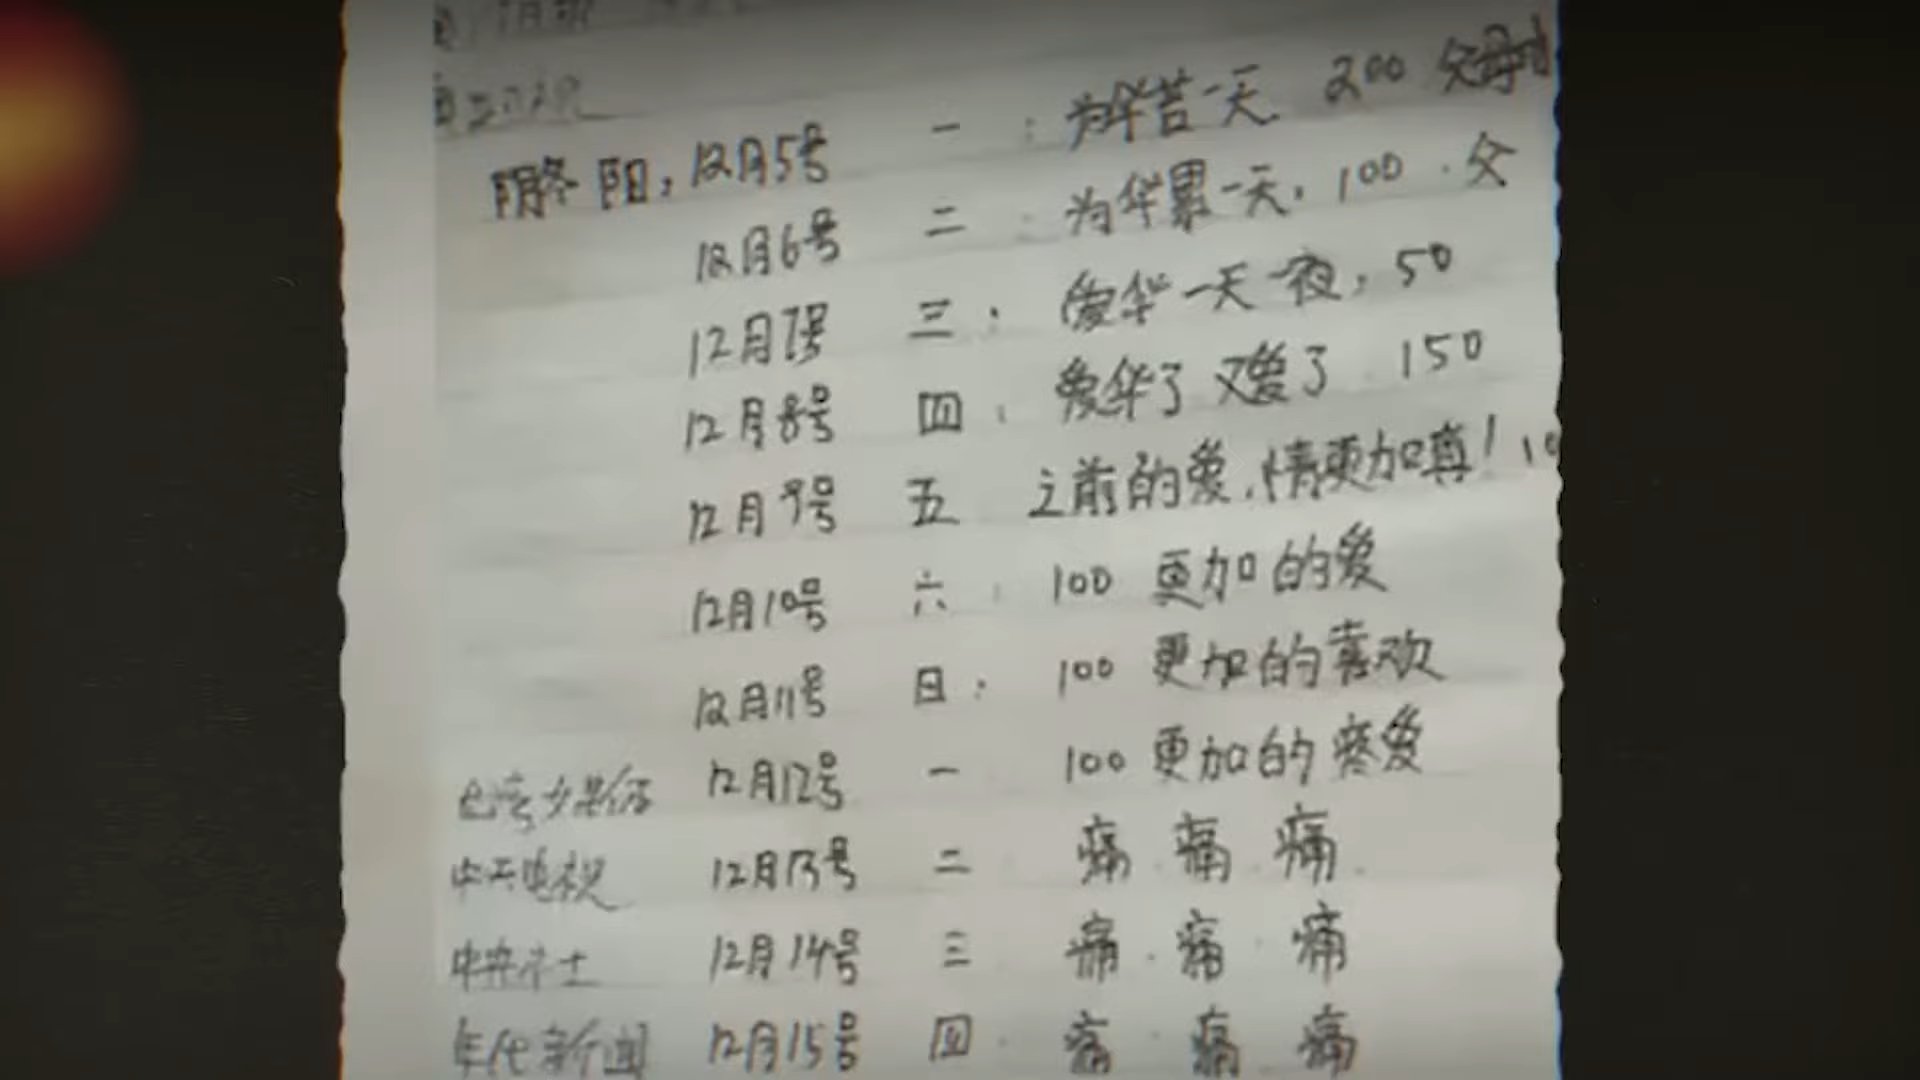 阴冬阳：12月5号 一：为华苦一天 200 父母
12月6号 二：为华累一天，100 . 父
12月7号 三：爱华一天一夜，50
12月8号 四：爱华了又爱了 150
12月9号 五 之前的爱，情更加真！10
12月10号 六：100 更加的爱
12月11号 日：100 更加的喜欢
12月12号 一 100 更加的疼爱
中天电视 12月13号 二 痛 . 痛 . 痛
12月14号 三 痛 . 痛 . 痛
年代新闻 12月15号 四 . 痛 . 痛 痛